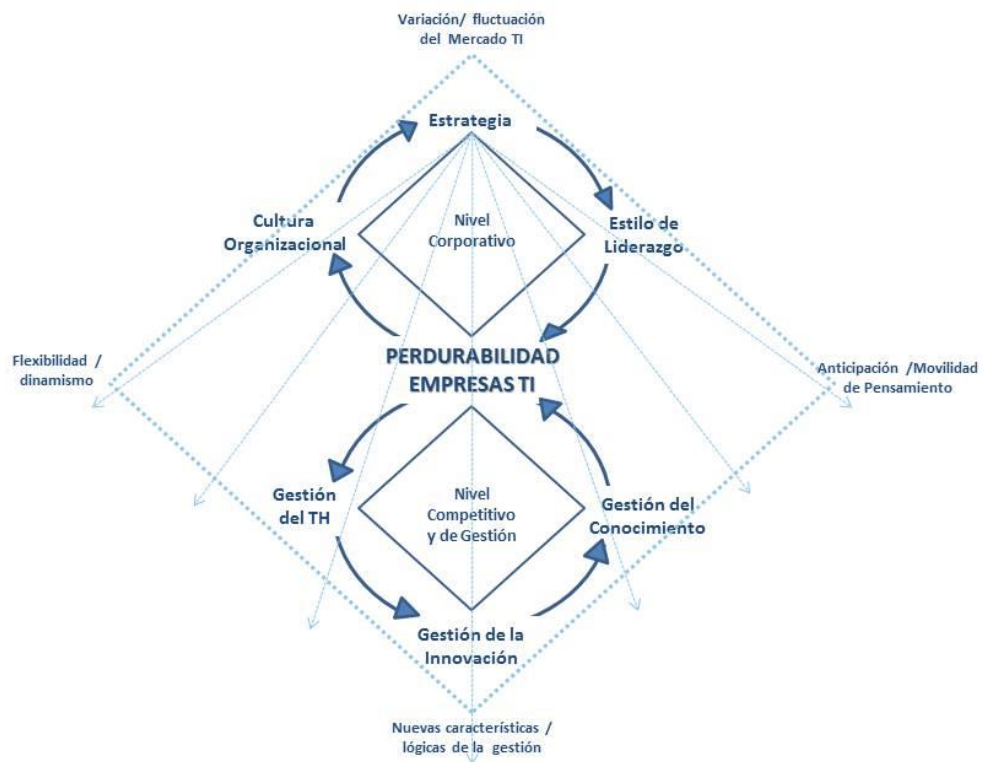 Variación/ fluctuación
del Mercado TI
Estrategia
Cultura
Organizacional
Nivel
Corporativo
Estilo de
Liderazgo
Flexibilidad /
dinamismo
PERDURABILIDAD
EMPRESAS TI
Anticipación /Movilidad
de Pensamiento
Gestión
del TH
Nivel
Competitivo
y de Gestión
Gestión del
Conocimiento
Gestión de la
Innovación
Nuevas características /
lógicas de la gestión